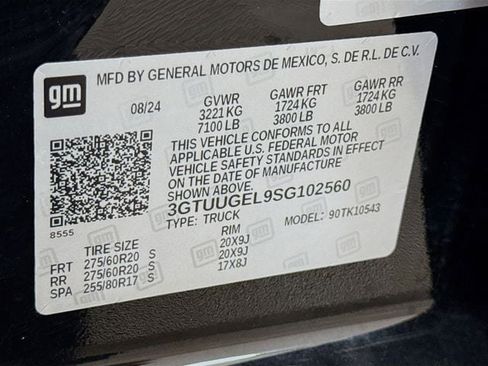 gm MFD BY GENERAL MOTORS DE MEXICO, S. DE R.L. DE C.V.
08/24 GVWR GAWR FRT GAWR RR
3221 KG 1724 KG 1724 KG
7100 LB 3800 LB 3800 LB
THIS VEHICLE CONFORMS TO ALL
APPLICABLE U.S. FEDERAL MOTOR
VEHICLE SAFETY STANDARDS IN EFFECT
ON THE DATE OF MANUFACTURE
SHOWN ABOVE.
3GTUUGEL9SG102560
TYPE: TRUCK MODEL: 90TK10543
8555
TIRE SIZE RIM
FRT 275/60R20 S 20X9J
RR 275/60R20 S 20X9J
SPA 255/80R17 S 17X8J